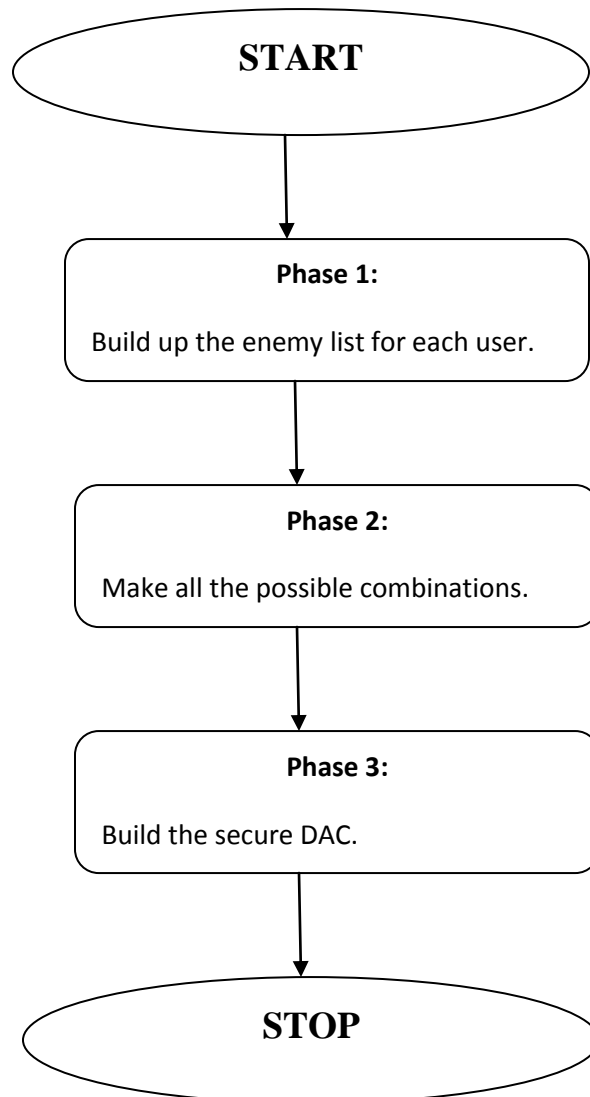 START
Phase 1:
Build up the enemy list for each user.
Phase 2:
Make all the possible combinations.
Phase 3:
Build the secure DAC.
STOP